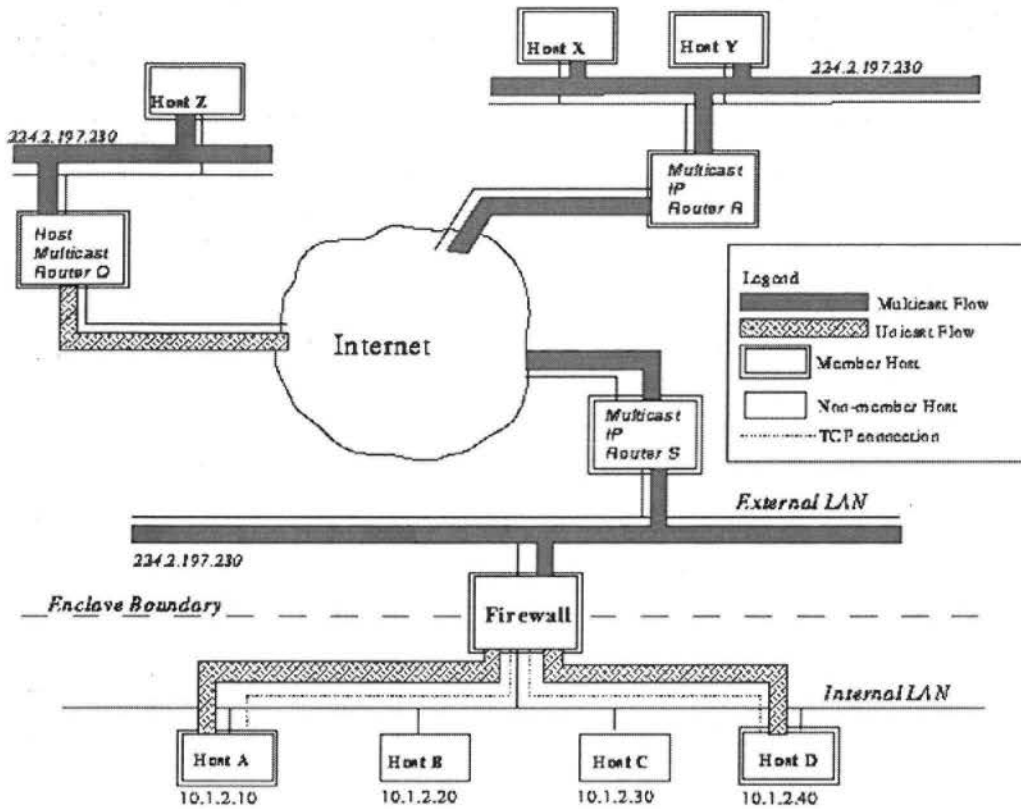 Host X
Host Y
224.2.197.230
Host Z
224.2.197.230
Multicast
IP
Router R
Host
Multicast
Router Q
Legend
Multicast Flow
Unicast Flow
Member Host
Non-member Host
TCP connection
Internet
Multicast
IP
Router S
External LAN
224.2.197.230
Enclave Boundary
Firewall
Internal LAN
Host A
Host B
Host C
Host D
10.1.2.10
10.1.2.20
10.1.2.30
10.1.2.40